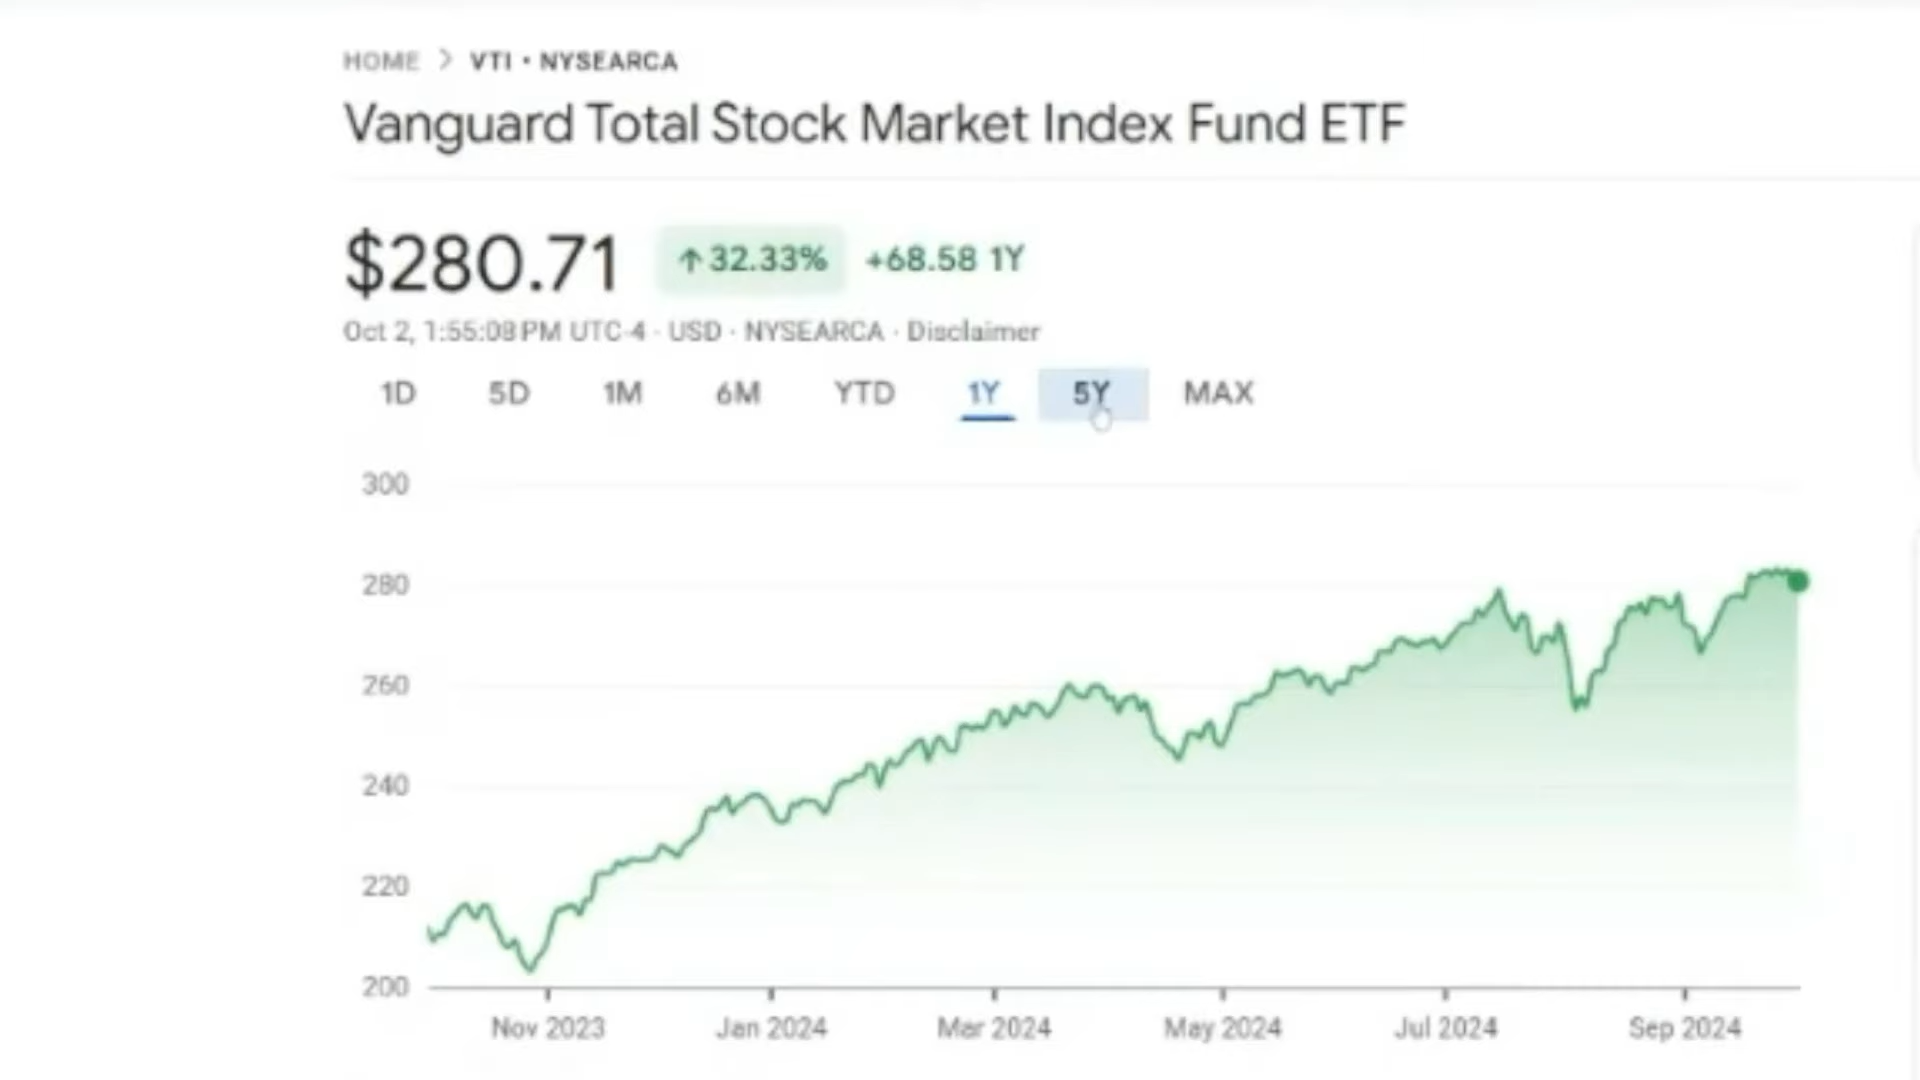 HOME > VTI • NYSEARCA
Vanguard Total Stock Market Index Fund ETF
$280.71 ↑32.33% +68.58 1Y
Oct 2, 1:55:08 PM UTC-4 · USD · NYSEARCA · Disclaimer
1D 5D 1M 6M YTD 1Y 5Y MAX
300
280
260
240
220
200
Nov 2023 Jan 2024 Mar 2024 May 2024 Jul 2024 Sep 2024